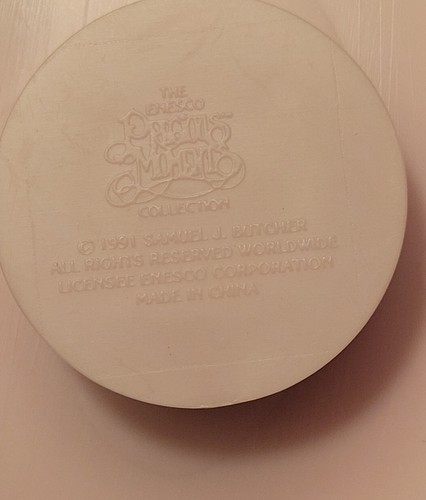 THE
ENESCO
PRECIOUS
MOMENTS
COLLECTION
© 1991 SAMUEL J. BUTCHER
ALL RIGHTS RESERVED WORLDWIDE
LICENSEE ENESCO CORPORATION
MADE IN CHINA